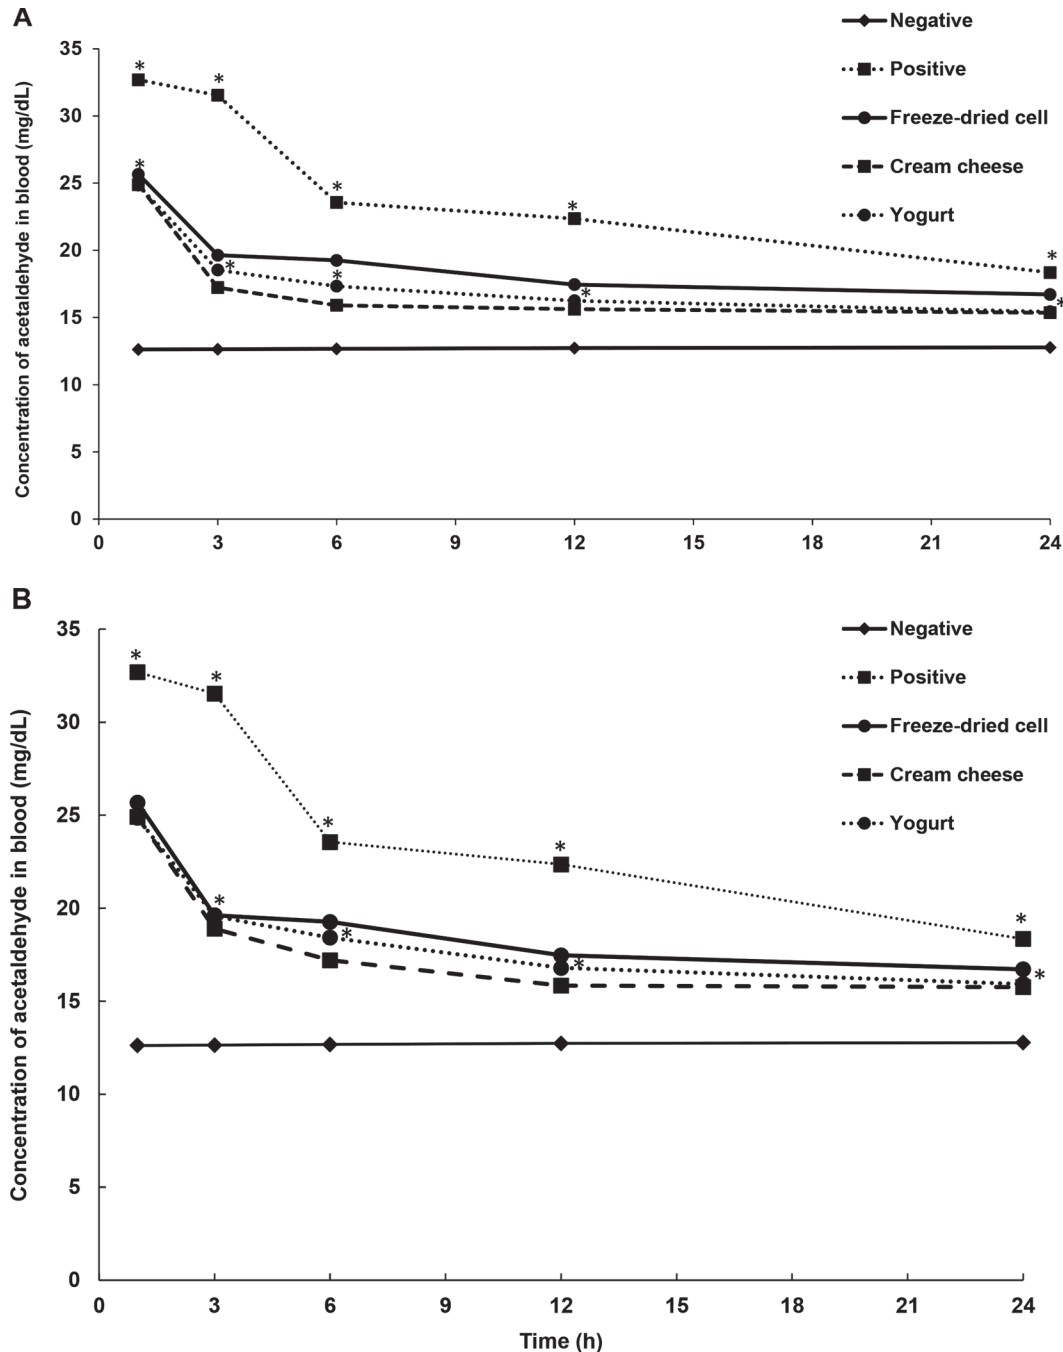 A
Negative
Positive
Freeze-dried cell
Cream cheese
Yogurt
Concentration of acetaldehyde in blood (mg/dL)
35
30
25
20
15
10
5
0
0 3 6 9 12 15 18 21 24
* * * * *
* * * * *
B
Negative
Positive
Freeze-dried cell
Cream cheese
Yogurt
Concentration of acetaldehyde in blood (mg/dL)
35
30
25
20
15
10
5
0
0 3 6 9 12 15 18 21 24
* * * * *
* * * *
Time (h)